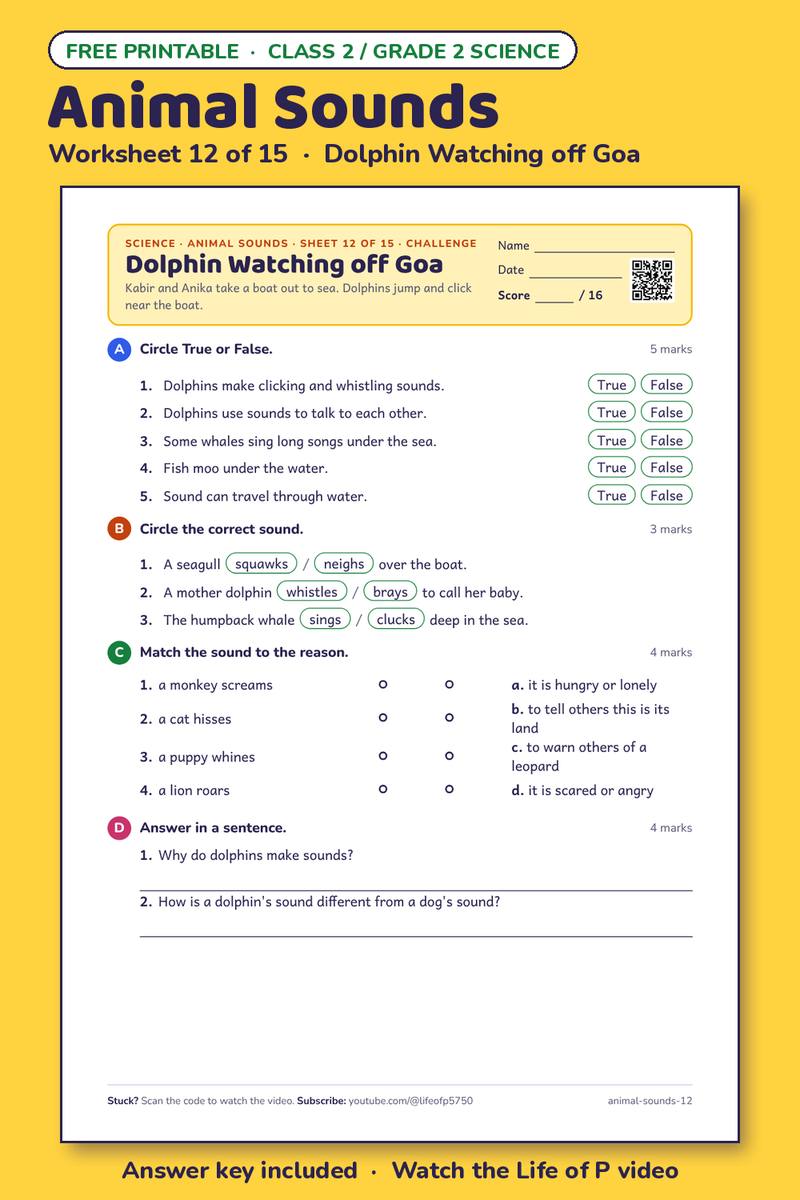 FREE PRINTABLE · CLASS 2 / GRADE 2 SCIENCE
Animal Sounds
Worksheet 12 of 15 · Dolphin Watching off Goa
SCIENCE · ANIMAL SOUNDS · SHEET 12 OF 15 · CHALLENGE
Dolphin Watching off Goa
Kabir and Anika take a boat out to sea. Dolphins jump and click
near the boat.
Name
Date
Score / 16
A Circle True or False. 5 marks
1. Dolphins make clicking and whistling sounds. True False
2. Dolphins use sounds to talk to each other. True False
3. Some whales sing long songs under the sea. True False
4. Fish moo under the water. True False
5. Sound can travel through water. True False
B Circle the correct sound. 3 marks
1. A seagull squawks / neighs over the boat.
2. A mother dolphin whistles / brays to call her baby.
3. The humpback whale sings / clucks deep in the sea.
C Match the sound to the reason. 4 marks
1. a monkey screams a. it is hungry or lonely
2. a cat hisses b. to tell others this is its
land
3. a puppy whines c. to warn others of a
leopard
4. a lion roars d. it is scared or angry
D Answer in a sentence. 4 marks
1. Why do dolphins make sounds?
2. How is a dolphin's sound different from a dog's sound?
Stuck? Scan the code to watch the video. Subscribe: youtube.com/@lifeofp5750 animal-sounds-12
Answer key included · Watch the Life of P video